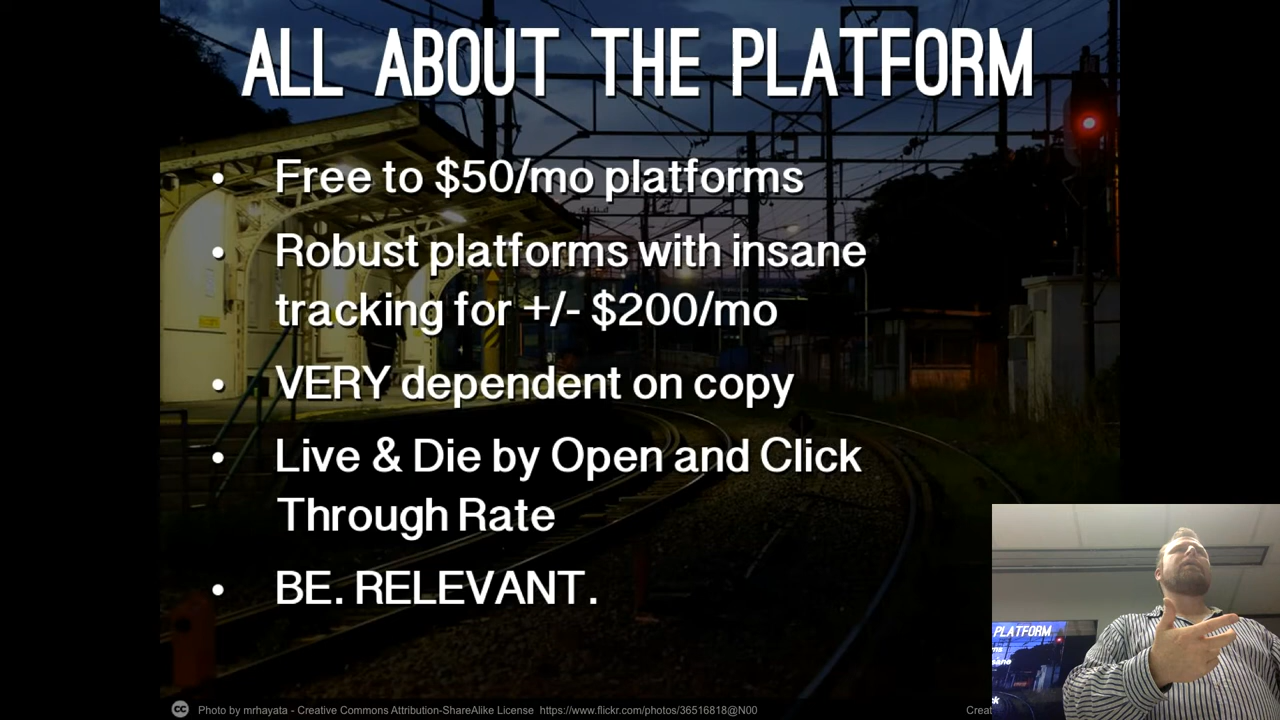 ALL ABOUT THE PLATFORM
• Free to $50/mo platforms
• Robust platforms with insane
tracking for +/- $200/mo
• VERY dependent on copy
• Live & Die by Open and Click
Through Rate
• BE. RELEVANT.
PLATFORM
cc Photo by mrhayata - Creative Commons Attribution-ShareAlike License https://www.flickr.com/photos/36516818@N00
Creat